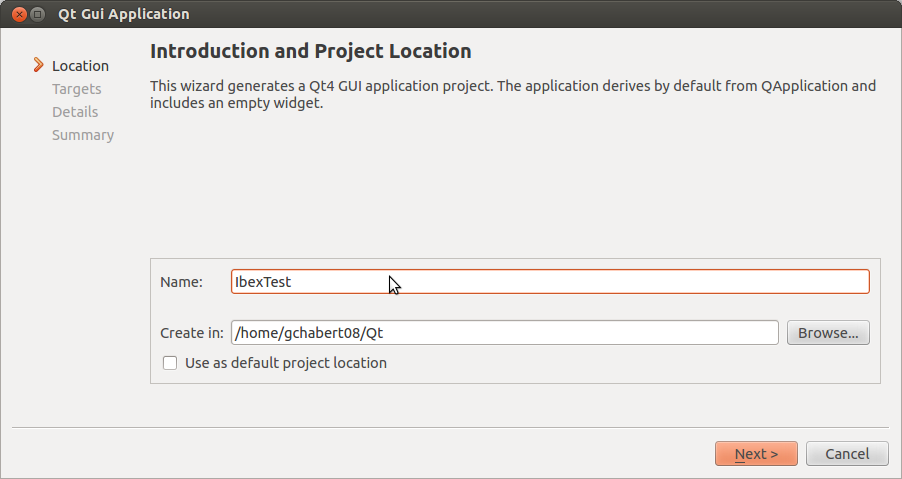 Qt Gui Application
Location
Targets
Details
Summary
Introduction and Project Location
This wizard generates a Qt4 GUI application project. The application derives by default from QApplication and
includes an empty widget.
Name: IbexTest
Create in: /home/gchabert08/Qt Browse...
Use as default project location
Next > Cancel